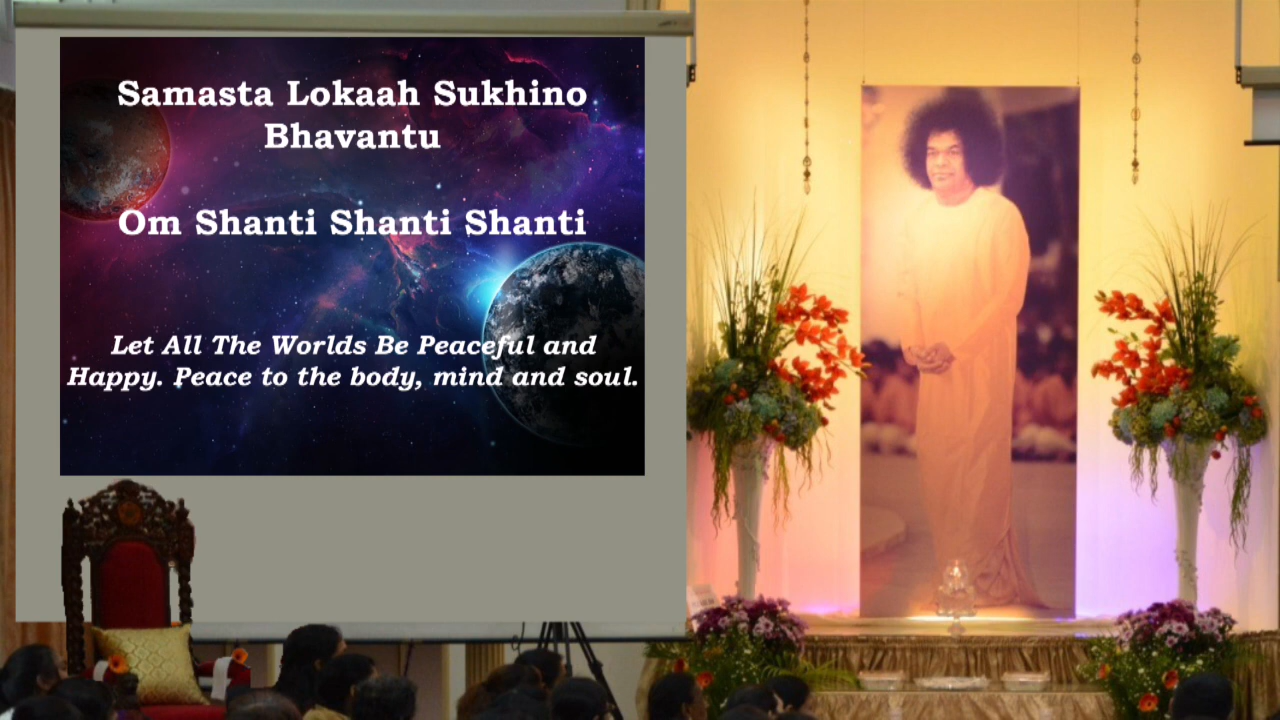 Samasta Lokaah Sukhino
Bhavantu
Om Shanti Shanti Shanti
Let All The Worlds Be Peaceful and
Happy. Peace to the body, mind and soul.